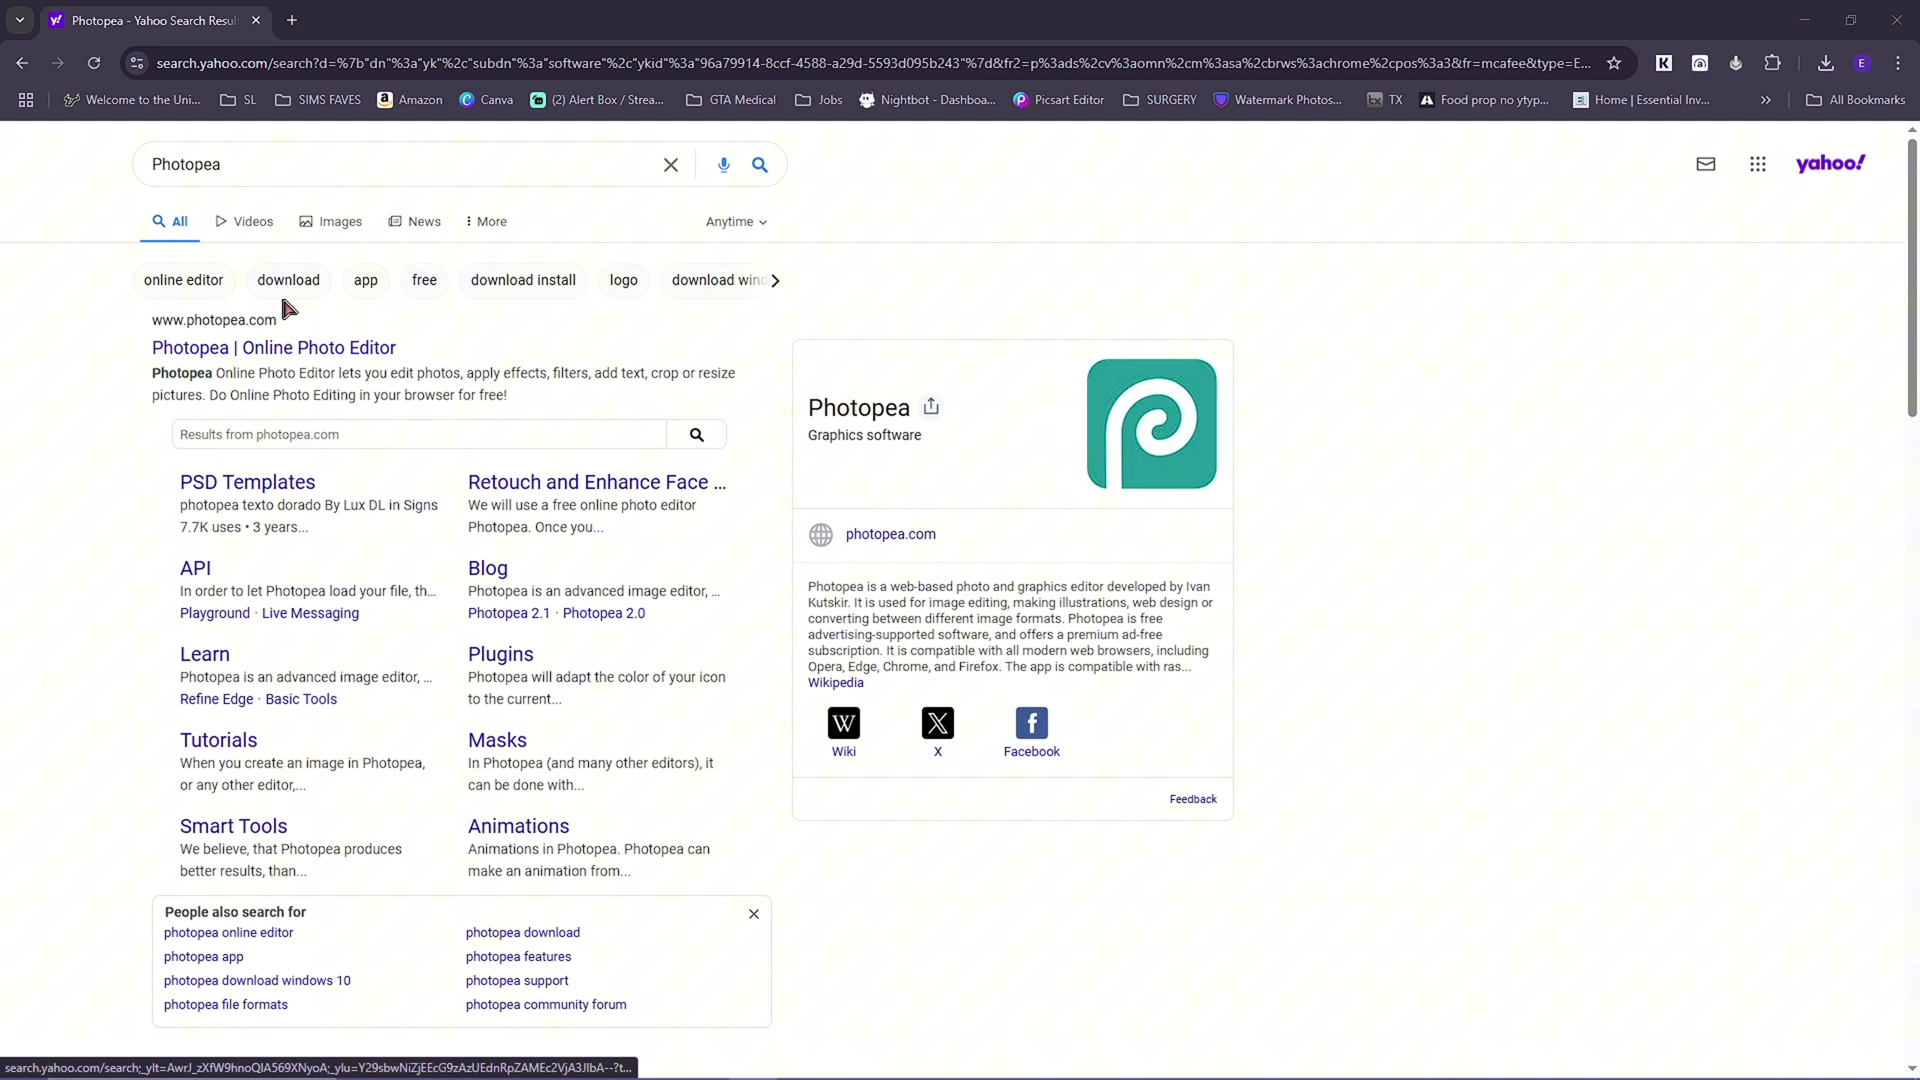 Photopea - Yahoo Search Resul
search.yahoo.com/search?d=%7b"dn"%3a"yk"%2c"subdn"%3a"software"%2c"ykid"%3a"96a79914-8ccf-4588-a29d-5593d095b243"%7d&fr2=p%3ads%2cv%3aomn%2cm%3asa%2cbrws%3achrome%2cpos%3a3&fr=mcafee&type=E...
E
Welcome to the Uni...
SL
SIMS FAVES
Amazon
Canva
(2) Alert Box / Strea...
GTA Medical
Jobs
Nightbot - Dashboa...
Picsart Editor
SURGERY
Watermark Photos...
TX
Food prop no ytyp...
Home | Essential Inv...
All Bookmarks
Photopea
yahoo!
All
Videos
Images
News
More
Anytime
online editor
download
app
free
download install
logo
download wind
www.photopea.com
Photopea | Online Photo Editor
Photopea Online Photo Editor lets you edit photos, apply effects, filters, add text, crop or resize
pictures. Do Online Photo Editing in your browser for free!
Results from photopea.com
PSD Templates
photopea texto dorado By Lux DL in Signs
7.7K uses • 3 years...
Retouch and Enhance Face ...
We will use a free online photo editor
Photopea. Once you...
API
In order to let Photopea load your file, th...
Playground · Live Messaging
Blog
Photopea is an advanced image editor, ...
Photopea 2.1 · Photopea 2.0
Learn
Photopea is an advanced image editor, ...
Refine Edge · Basic Tools
Plugins
Photopea will adapt the color of your icon
to the current...
Tutorials
When you create an image in Photopea,
or any other editor,...
Masks
In Photopea (and many other editors), it
can be done with...
Smart Tools
We believe, that Photopea produces
better results, than...
Animations
Animations in Photopea. Photopea can
make an animation from...
People also search for
photopea online editor
photopea download
photopea app
photopea features
photopea download windows 10
photopea support
photopea file formats
photopea community forum
Photopea
Graphics software
photopea.com
Photopea is a web-based photo and graphics editor developed by Ivan
Kutskir. It is used for image editing, making illustrations, web design or
converting between different image formats. Photopea is free
advertising-supported software, and offers a premium ad-free
subscription. It is compatible with all modern web browsers, including
Opera, Edge, Chrome, and Firefox. The app is compatible with ras...
Wikipedia
Wiki
X
Facebook
Feedback